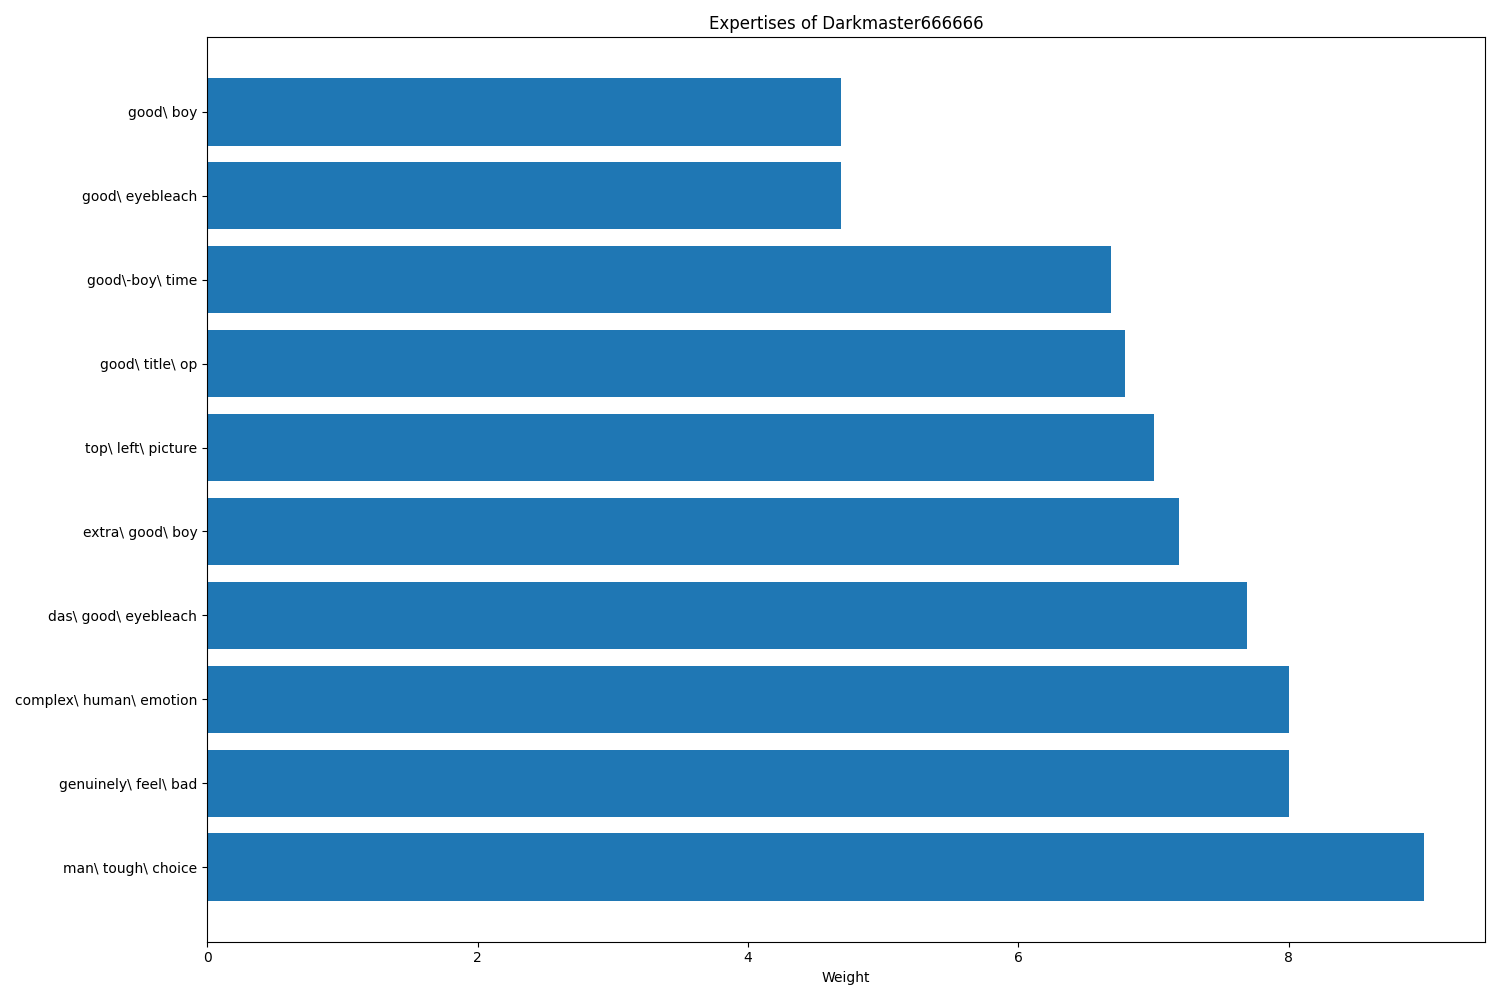 Expertises of Darkmaster666666
good\ boy
good\ eyebleach
good\-boy\ time
good\ title\ op
top\ left\ picture
extra\ good\ boy
das\ good\ eyebleach
complex\ human\ emotion
genuinely\ feel\ bad
man\ tough\ choice
0 2 4 6 8
Weight